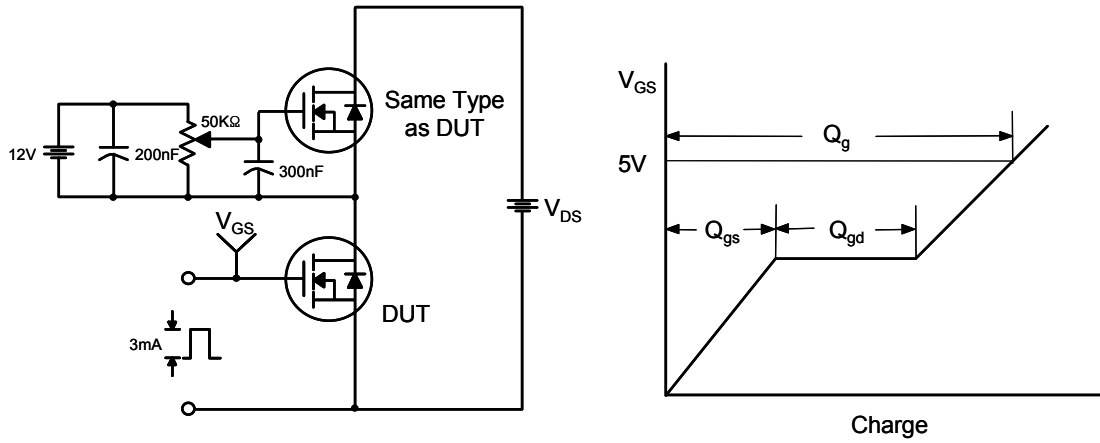 Same Type
as DUT
50KΩ
12V
200nF
300nF
V_GS
V_DS
DUT
3mA
V_GS
Q_g
5V
Q_gs
Q_gd
Charge